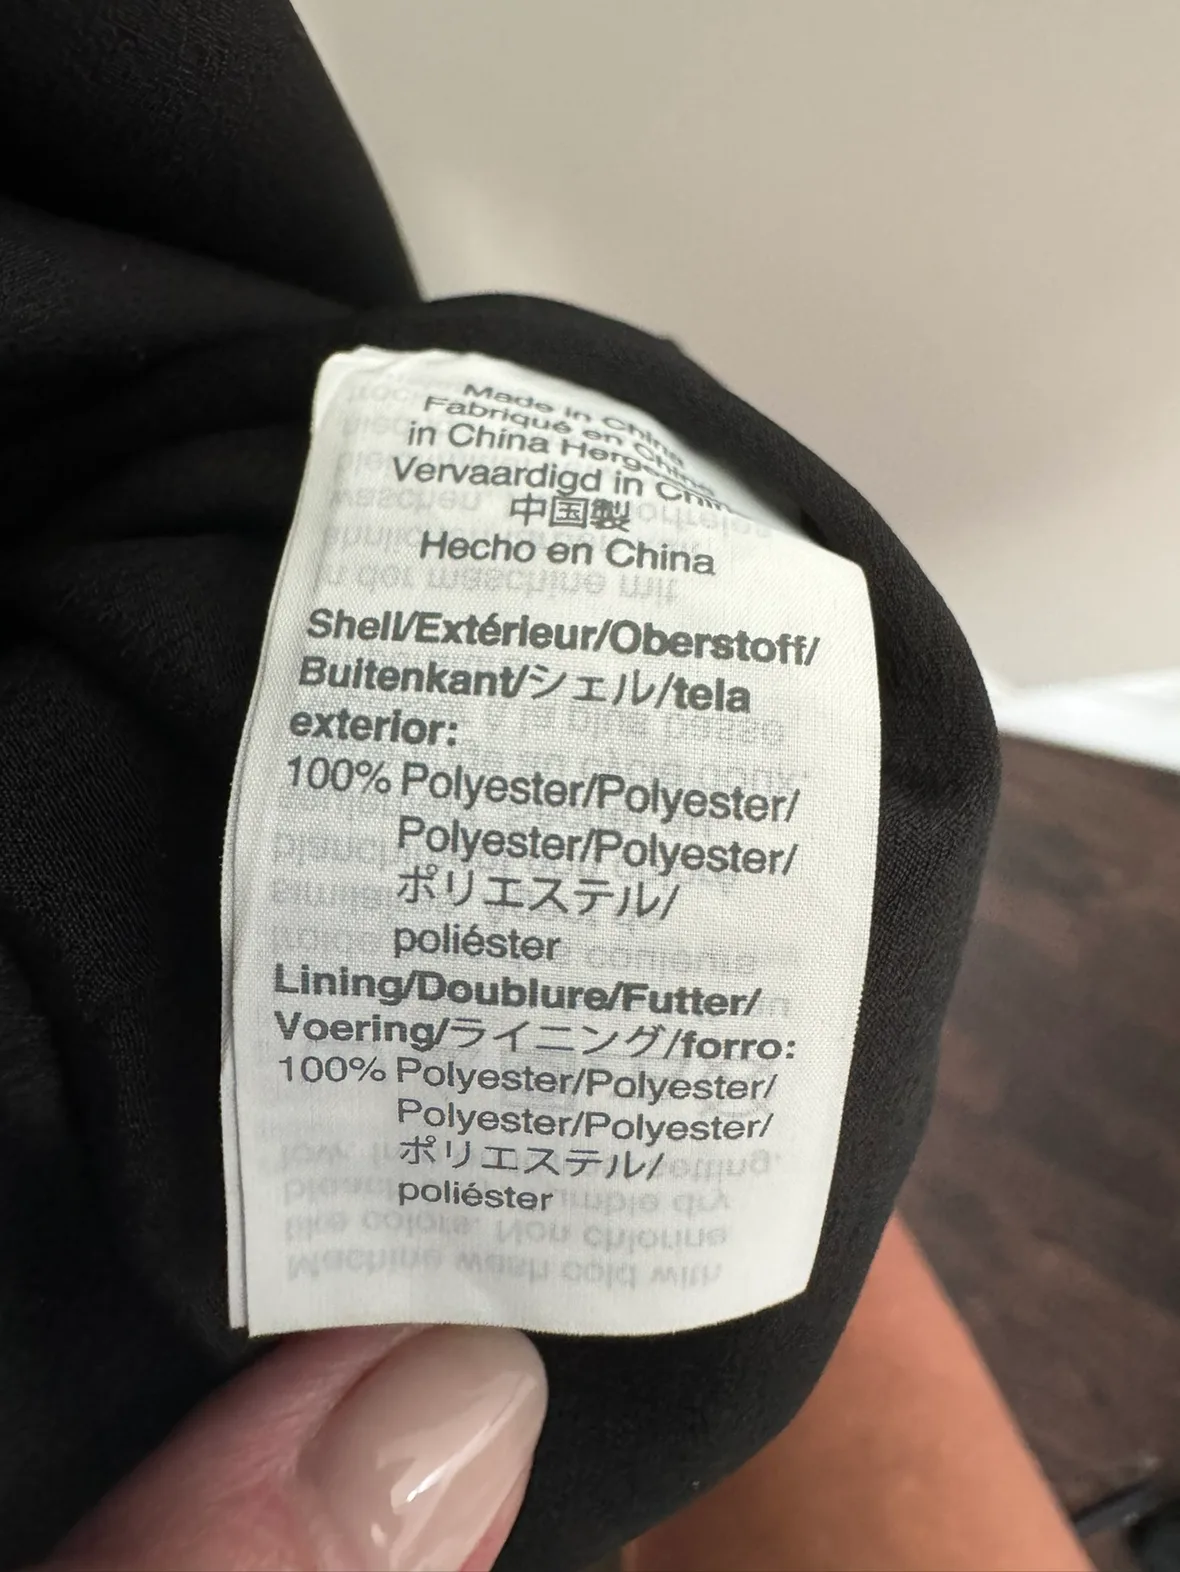 Made in China
Fabriqué en Chine
in China Herg
Vervaardigd in China
中国製
Hecho en China
Shell/Extérieur/Oberstoff/
Buitenkant/シェル/tela
exterior:
100% Polyester/Polyester/
Polyester/Polyester/
ポリエステル/
poliéster
Lining/Doublure/Futter/
Voering/ライニング/forro:
100% Polyester/Polyester/
Polyester/Polyester/
ポリエステル/
poliéster